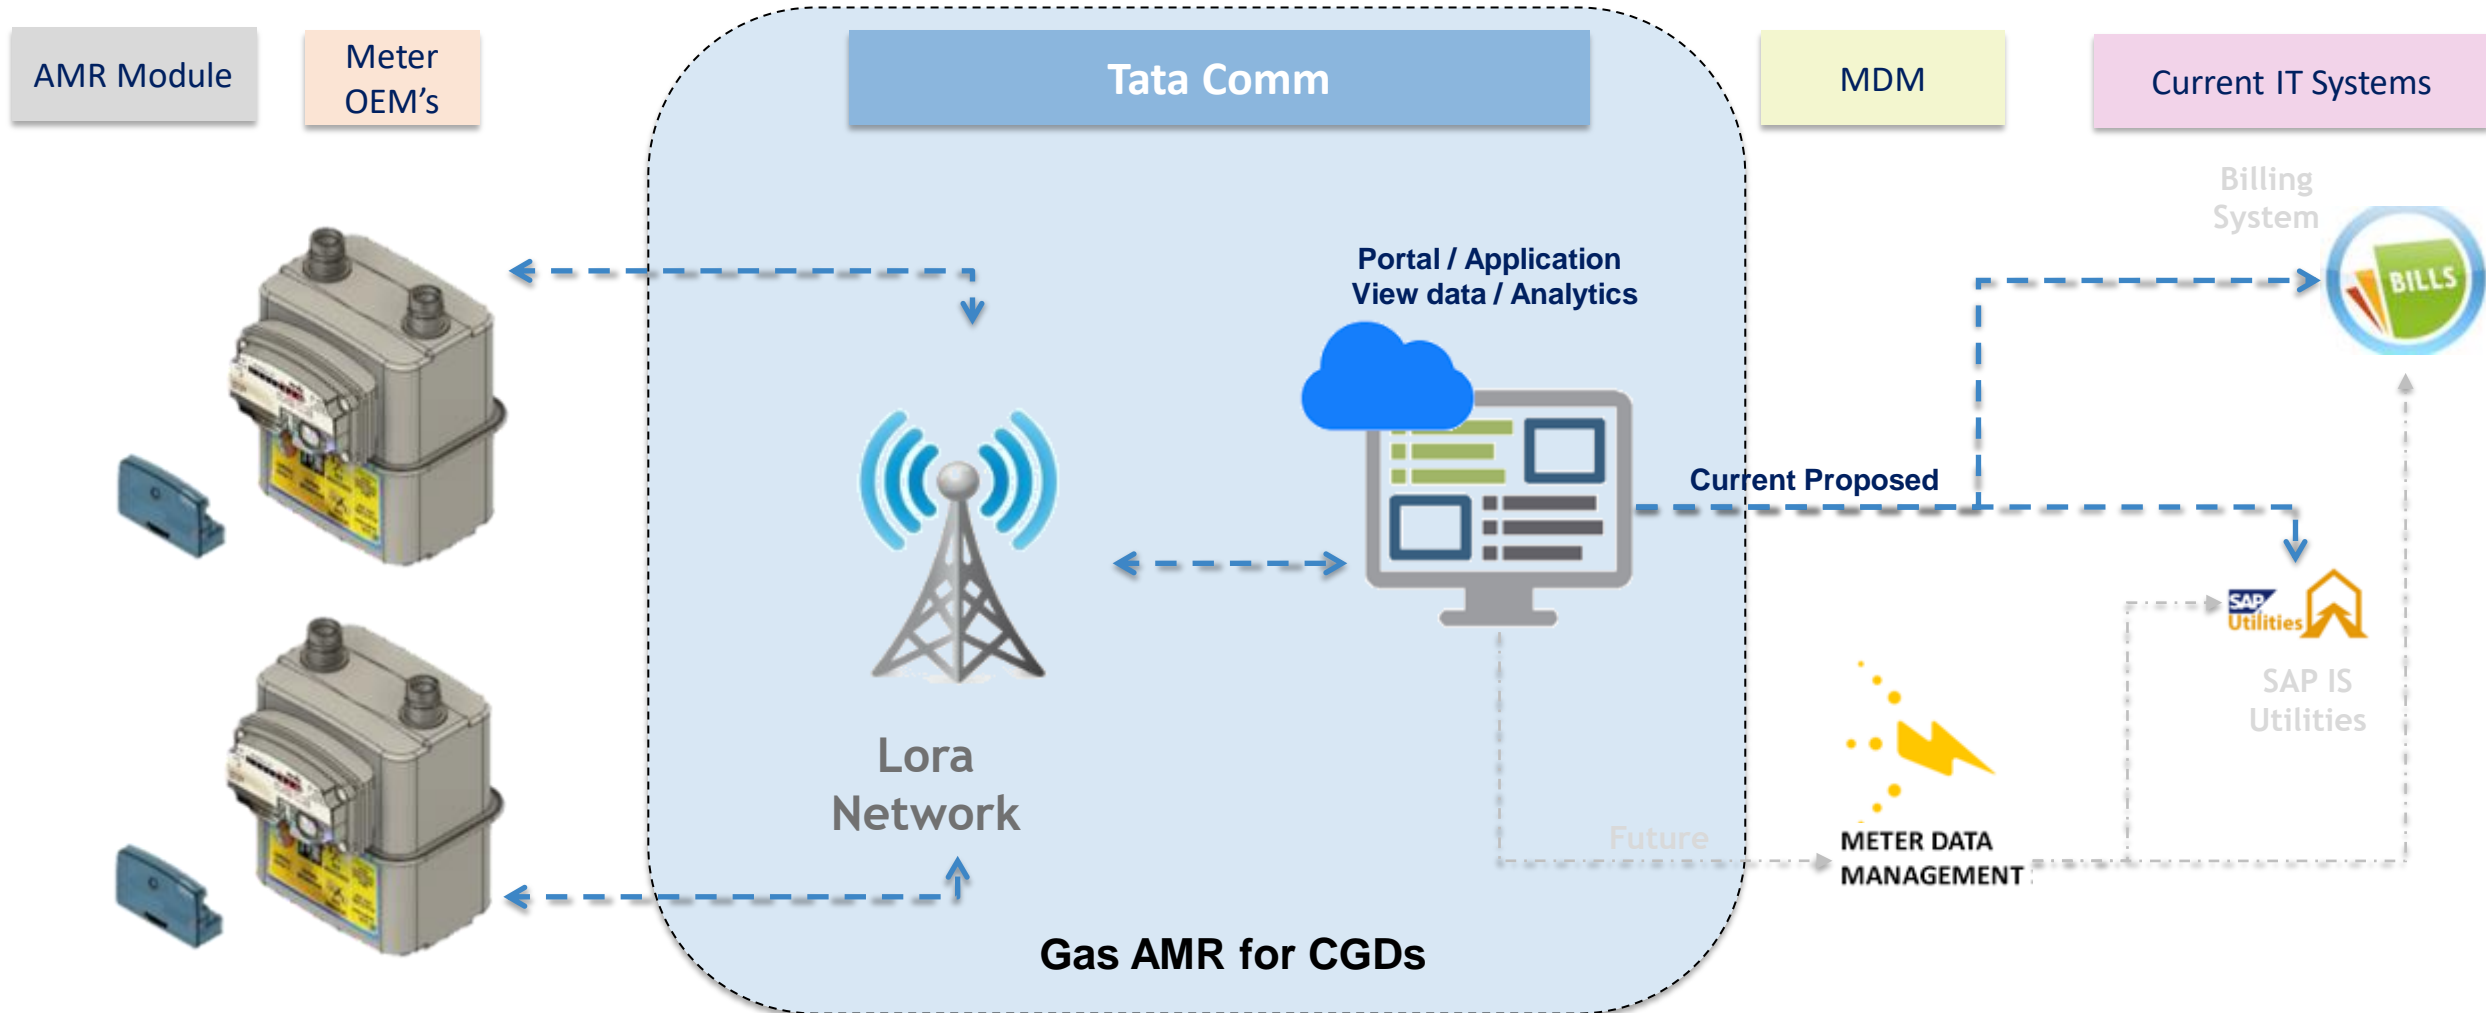 AMR Module
Meter
OEM's
Tata Comm
MDM
Current IT Systems
Billing
System
BILLS
Portal / Application
View data / Analytics
Current Proposed
SAP
Utilities
SAP IS
Utilities
Lora
Network
Future
METER DATA
MANAGEMENT
Gas AMR for CGDs